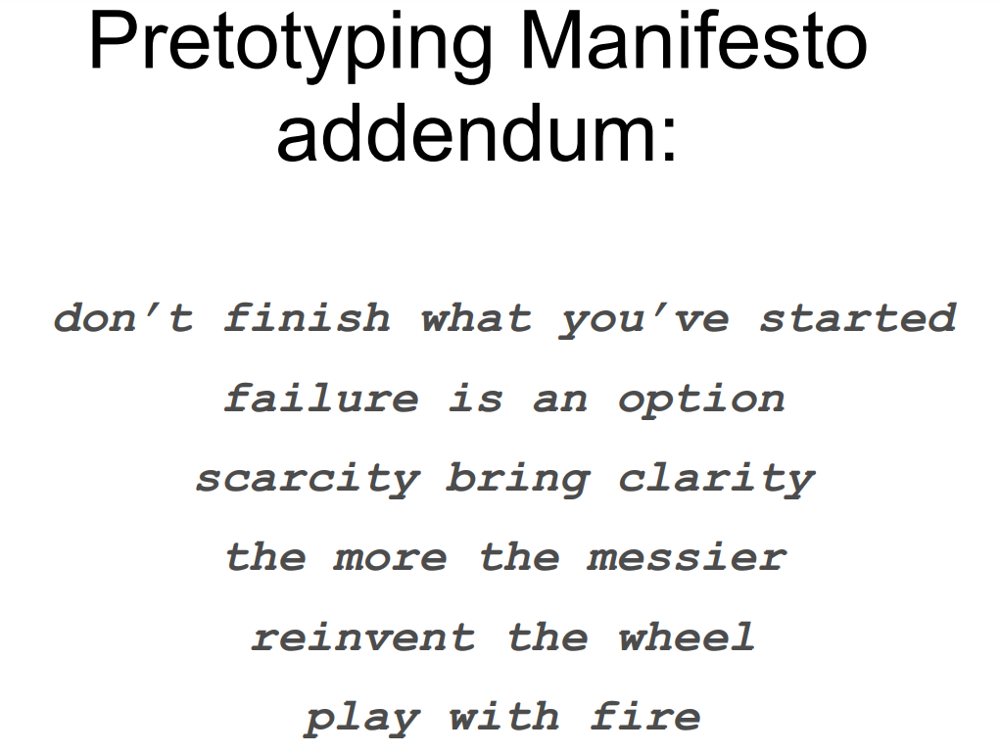 Pretotyping Manifesto
addendum:
don’t finish what you’ve started
failure is an option
scarcity bring clarity
the more the messier
reinvent the wheel
play with fire